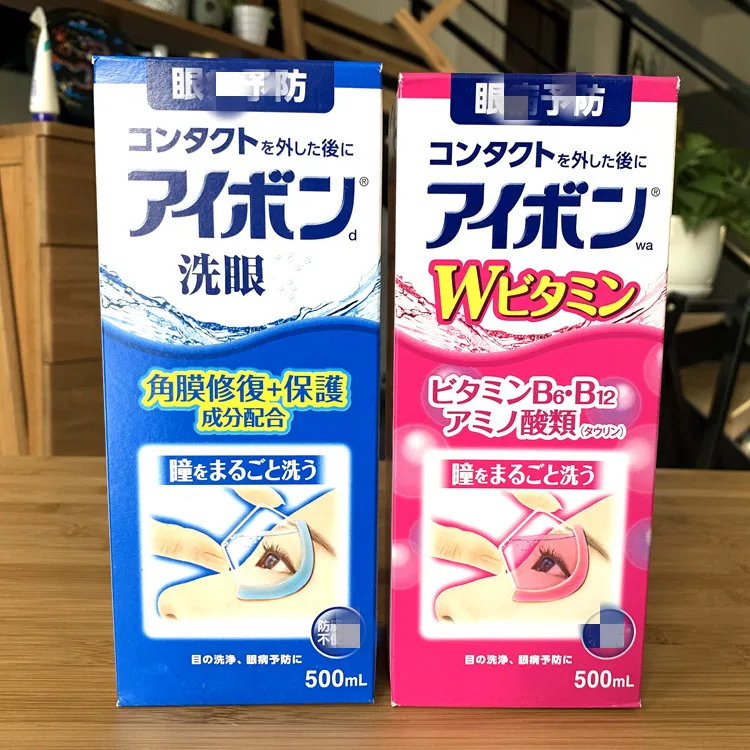 眼病予防
コンタクトを外した後に
アイボン®d
洗眼
角膜修復+保護
成分配合
瞳をまるごと洗う
目の洗浄、眼病予防に
500mL
眼病予防
コンタクトを外した後に
アイボン®wa
Wビタミン
ビタミンB6・B12
アミノ酸類(タウリン)
瞳をまるごと洗う
目の洗浄、眼病予防に
500mL